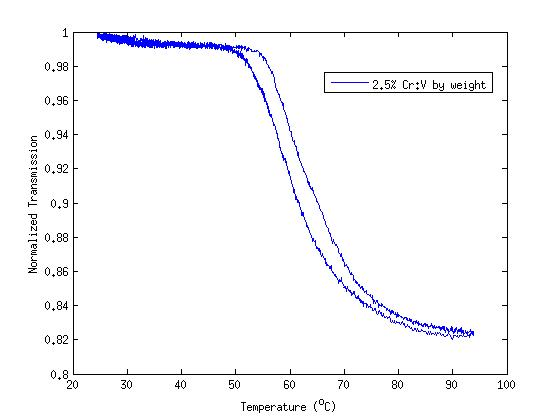 1
0.98
0.96
0.94
0.92
0.9
0.88
0.86
0.84
0.82
0.8
20 30 40 50 60 70 80 90 100
Normalized Transmission
Temperature (°C)
2.5% Cr:V by weight